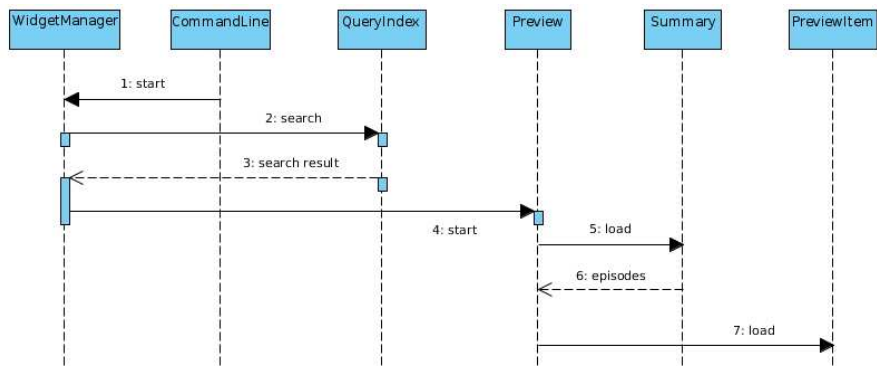 WidgetManager
CommandLine
QueryIndex
Preview
Summary
PreviewItem
1: start
2: search
3: search result
4: start
5: load
6: episodes
7: load